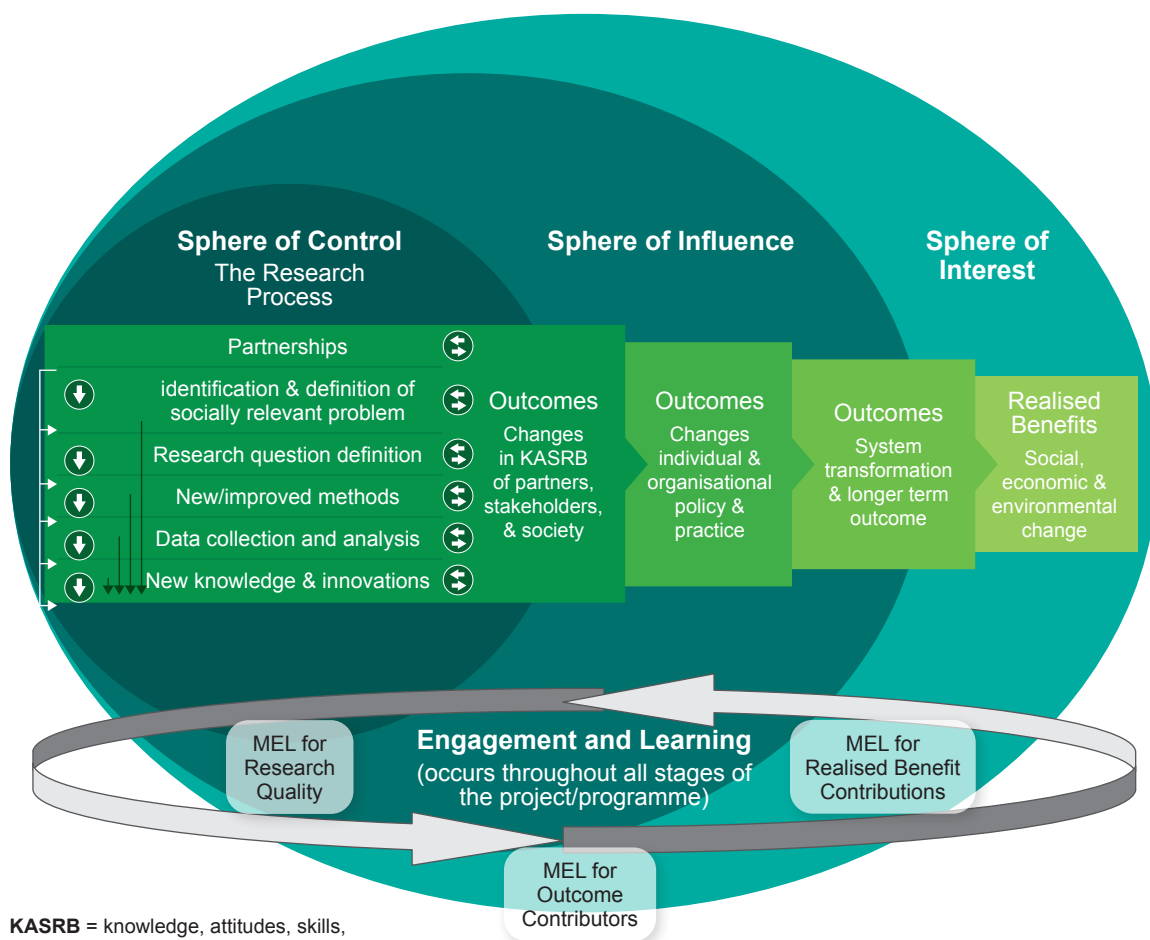 Sphere of Control
The Research
Process
Sphere of Influence
Sphere of
Interest
Partnerships
identification & definition of
socially relevant problem
Research question definition
New/improved methods
Data collection and analysis
New knowledge & innovations
Outcomes
Changes
in KASRB
of partners,
stakeholders,
& society
Outcomes
Changes
individual &
organisational
policy &
practice
Outcomes
System
transformation
& longer term
outcome
Realised
Benefits
Social,
economic &
environmental
change
MEL for
Research
Quality
Engagement and Learning
(occurs throughout all stages of
the project/programme)
MEL for
Realised Benefit
Contributions
MEL for
Outcome
Contributors
KASRB = knowledge, attitudes, skills,